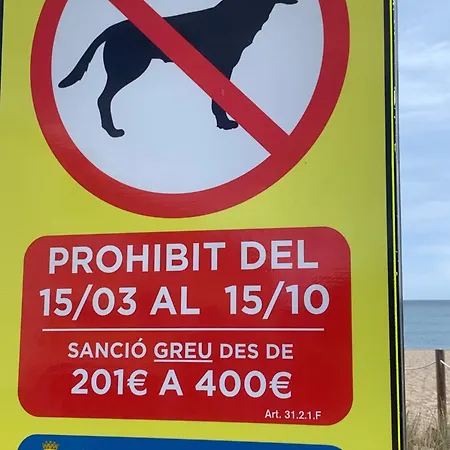 PROHIBIT DEL
15/03 AL 15/10
SANCIÓ GREU DES DE
201€ A 400€
Art. 31.2.1.F